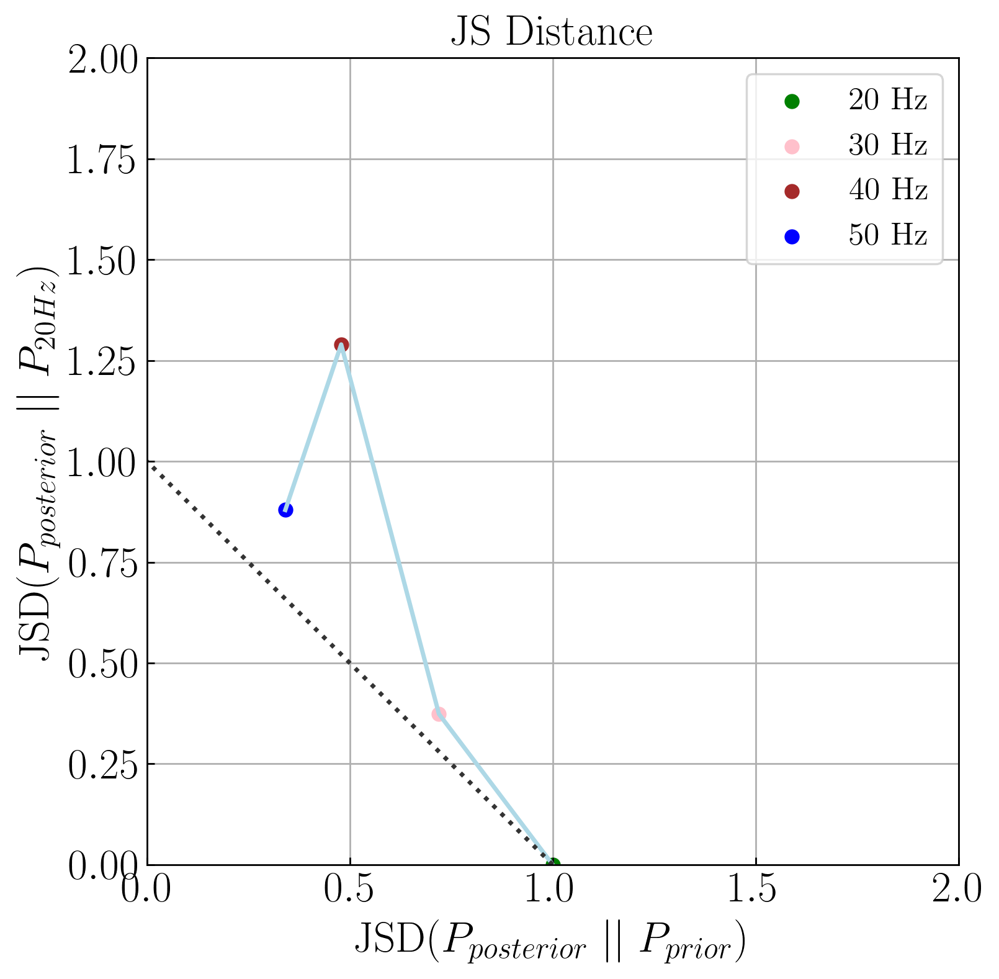 JS Distance
2.00
1.75
1.50
1.25
1.00
0.75
0.50
0.25
0.00
JSD(P_posterior || P_20Hz)
20 Hz
30 Hz
40 Hz
50 Hz
0.0 0.5 1.0 1.5 2.0
JSD(P_posterior || P_prior)